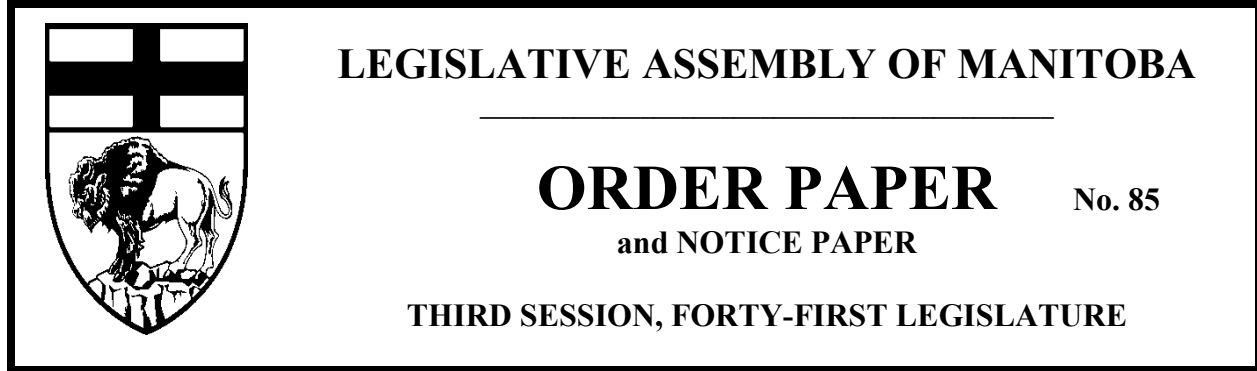 LEGISLATIVE ASSEMBLY OF MANITOBA
ORDER PAPER No. 85
and NOTICE PAPER
THIRD SESSION, FORTY-FIRST LEGISLATURE